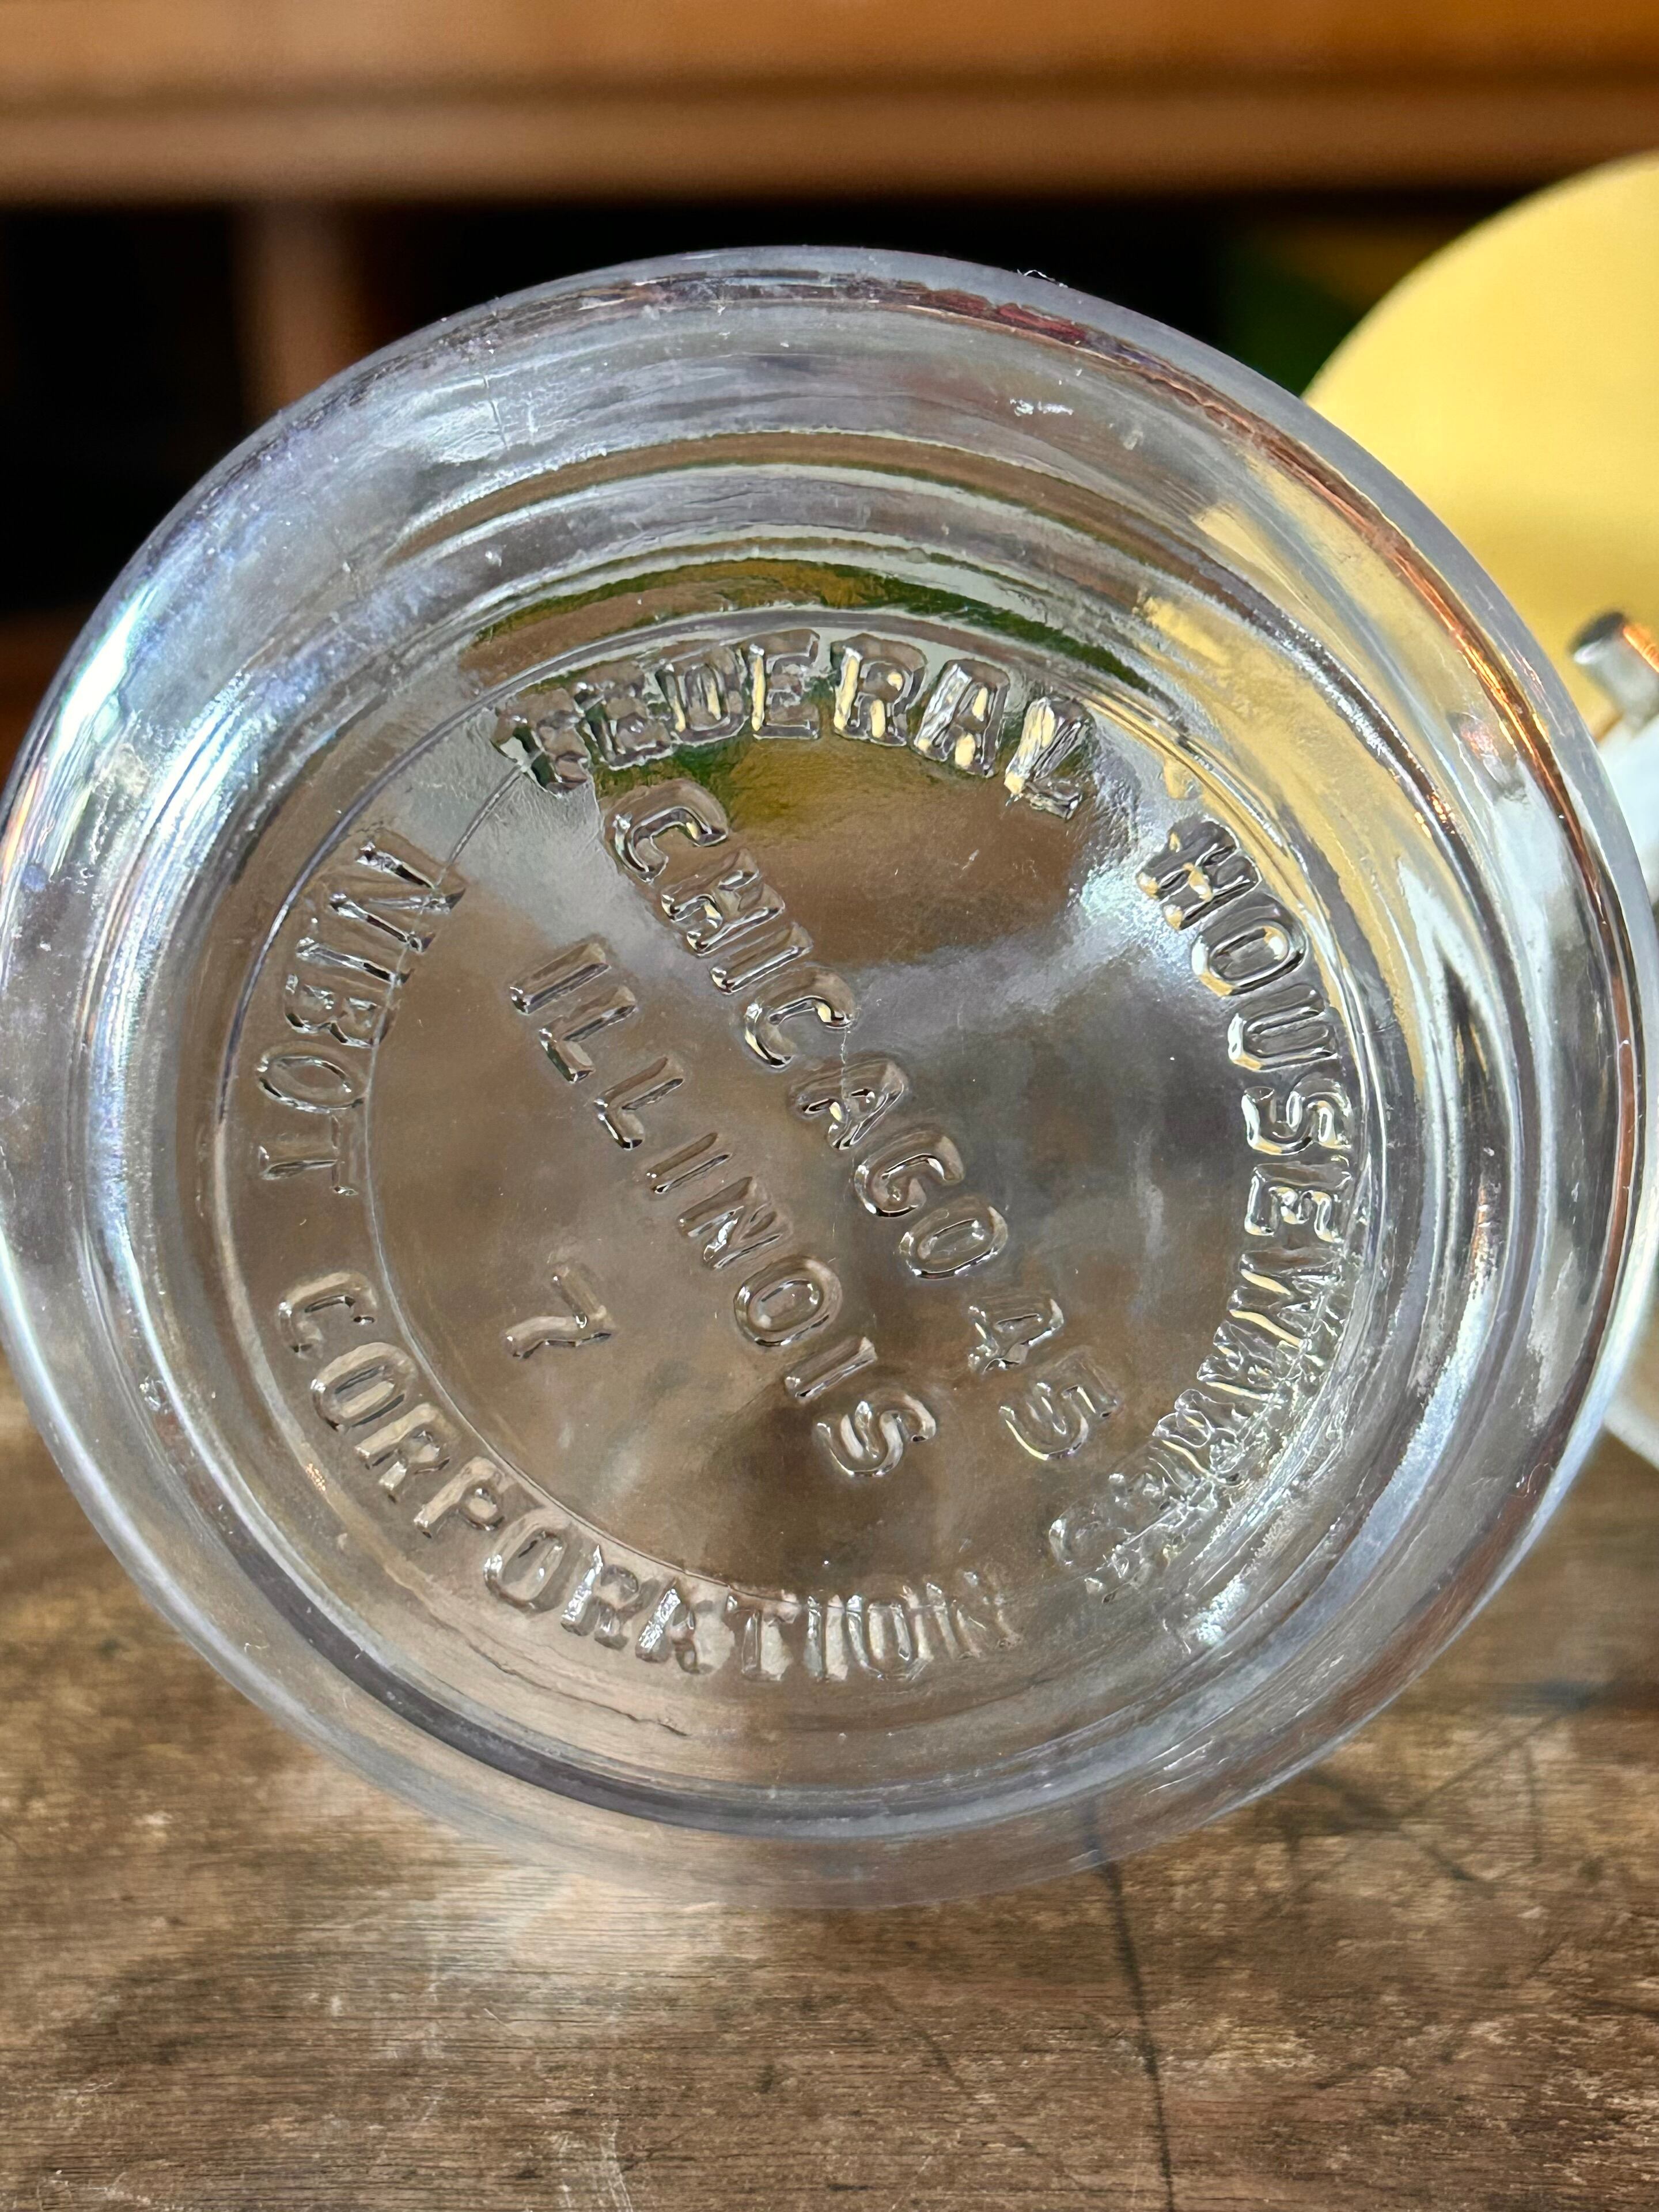 FEDERAL HOUSEWARES
CHICAGO 45
ILLINOIS
7
NIBOT CORPORATION